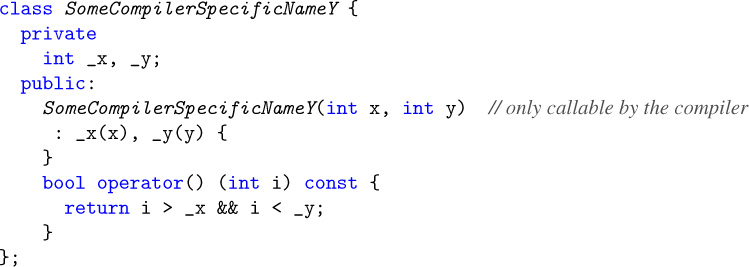 class SomeCompilerSpecificNameY {
  private
    int _x, _y;
  public:
    SomeCompilerSpecificNameY(int x, int y)  // only callable by the compiler
     : _x(x), _y(y) {
    }
    bool operator() (int i) const {
      return i > _x && i < _y;
    }
};